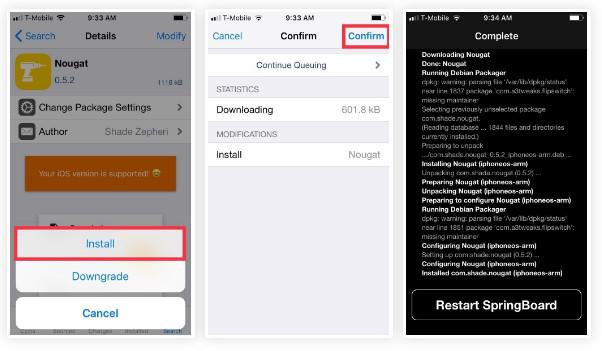 T-Mobile 9:33 AM
Search Details Modify
Nougat
0.5.2
1118 kB
Change Package Settings
Author Shade Zepheri
Your iOS version is supported!
Install
Downgrade
Cancel
Cydia Sources Changes Installed Search
T-Mobile 9:33 AM
Cancel Confirm Confirm
Continue Queuing
STATISTICS
Downloading 601.8 kB
MODIFICATIONS
Install Nougat
T-Mobile 9:34 AM
Complete
Downloading Nougat
Done: Nougat
Running Debian Packager
dpkg: warning: parsing file '/var/lib/dpkg/status'
near line 1837 package 'com.a3tweaks.flipswitch':
missing maintainer
Selecting previously unselected package
com.shade.nougat.
(Reading database ... 1844 files and directories
currently installed.)
Preparing to unpack
.../com.shade.nougat_0.5.2_iphoneos-arm.deb ...
Installing Nougat (iphoneos-arm)
Unpacking com.shade.nougat (0.5.2) ...
Preparing Nougat (iphoneos-arm)
Unpacking Nougat (iphoneos-arm)
Preparing to configure Nougat (iphoneos-arm)
Running Debian Packager
dpkg: warning: parsing file '/var/lib/dpkg/status'
near line 1851 package 'com.a3tweaks.flipswitch':
missing maintainer
Configuring Nougat (iphoneos-arm)
Setting up com.shade.nougat (0.5.2) ...
Configuring Nougat (iphoneos-arm)
Installed com.shade.nougat (iphoneos-arm)
Restart SpringBoard